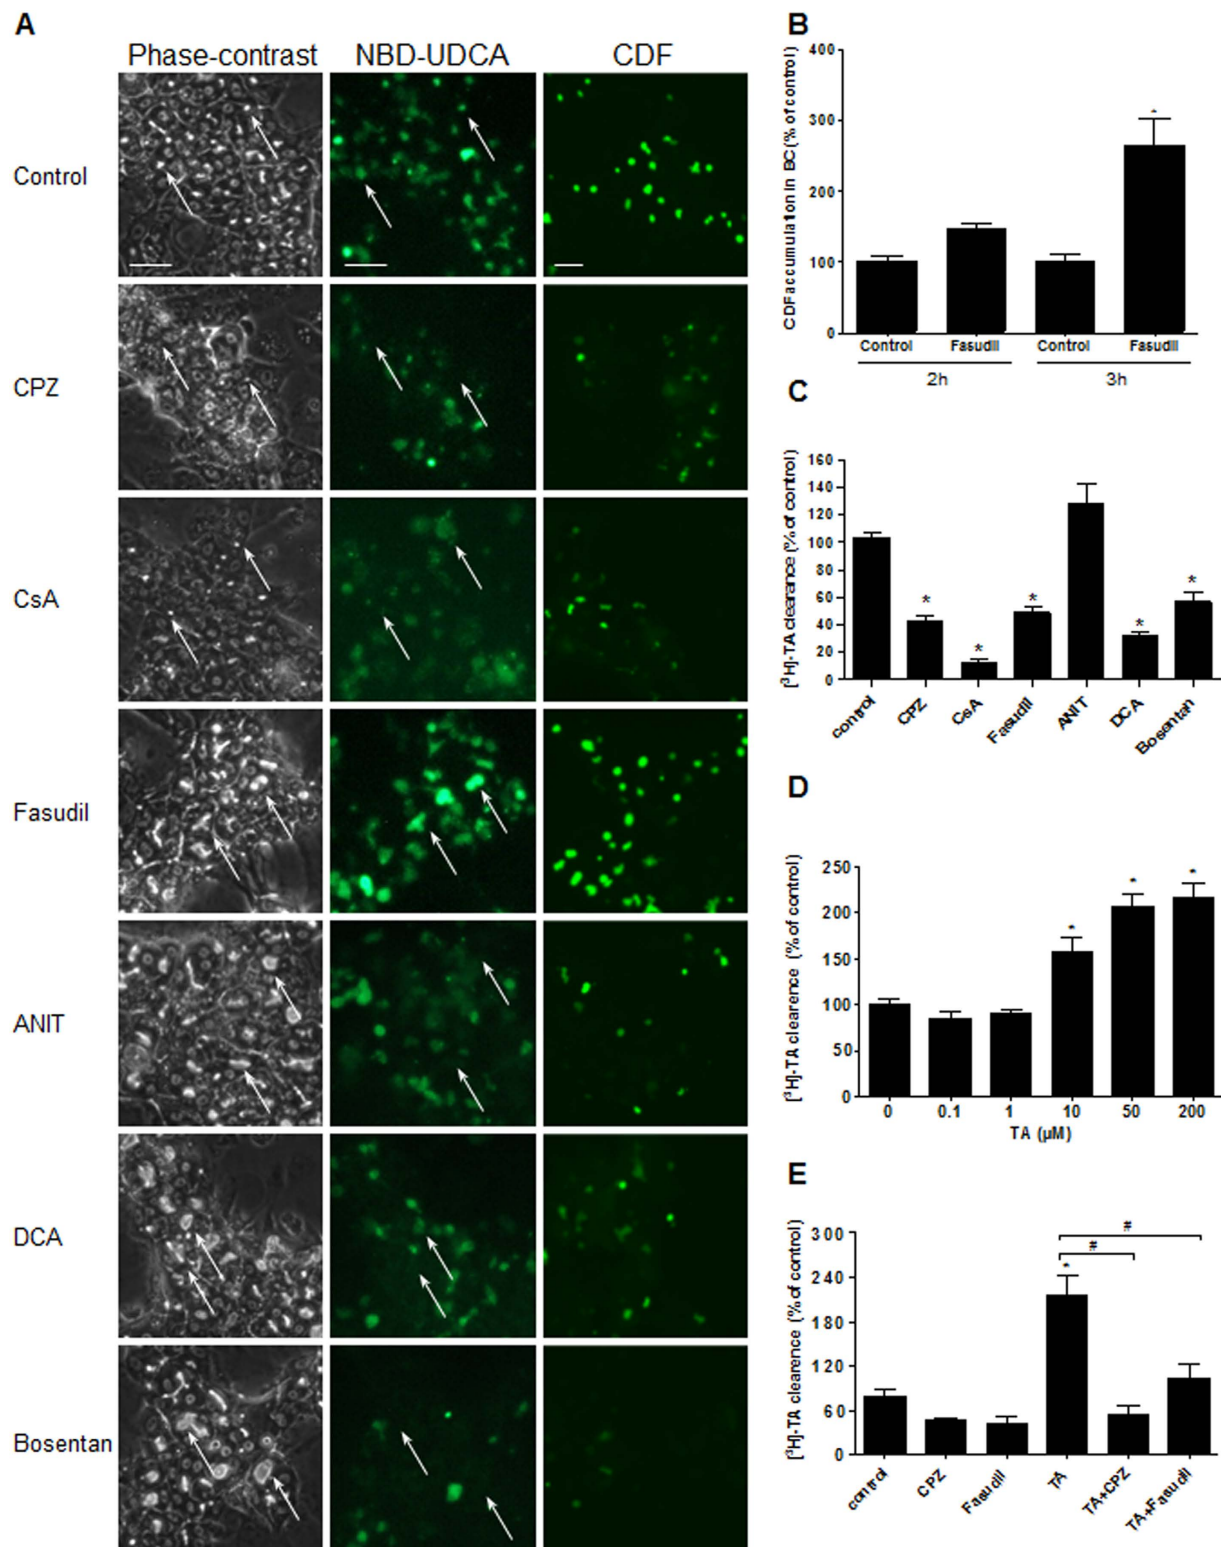 A
Phase-contrast
NBD-UDCA
CDF
Control
CPZ
CsA
Fasudil
ANIT
DCA
Bosentan
B
CDF accumulation in BC (% of control)
400
300
200
100
0
*
Control
Fasudil
Control
Fasudil
2h
3h
C
[³H]-TA clearance (% of control)
160
140
120
100
80
60
40
20
0
*
*
*
*
*
control
CPZ
CsA
Fasudil
ANIT
DCA
Bosentan
D
[³H]-TA clearence (% of control)
250
200
150
100
50
0
*
*
*
0
0.1
1
10
50
200
TA (µM)
E
[³H]-TA clearence (% of control)
300
240
180
120
60
0
#
#
*
control
CPZ
Fasudil
TA
TA+CPZ
TA+Fasudil